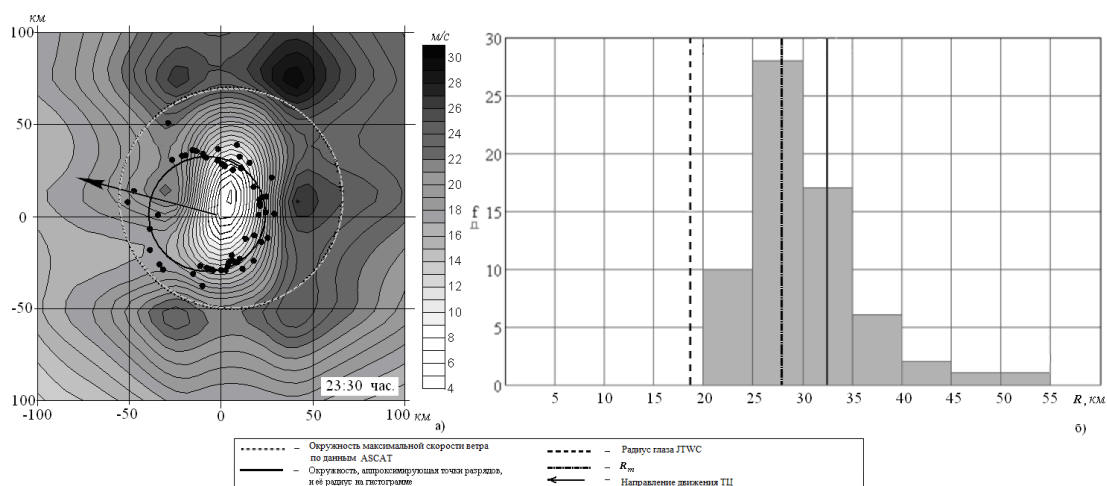 км
100
50
0
-50
100
-100
-50
0
50
100
км
м/с
30
28
26
24
22
20
18
16
14
12
10
8
6
4
23:30 час.
а)
30
25
20
15
10
5
0
f
n
5
10
15
20
25
30
35
40
45
50
55
R, км
б)
– Окружность максимальной скорости ветра
по данным ASCAT
– Окружность, аппроксимирующая точки разрядов,
и её радиус на гистограмме
– Радиус глаза JTWC
– Rm
– Направление движения ТЦ